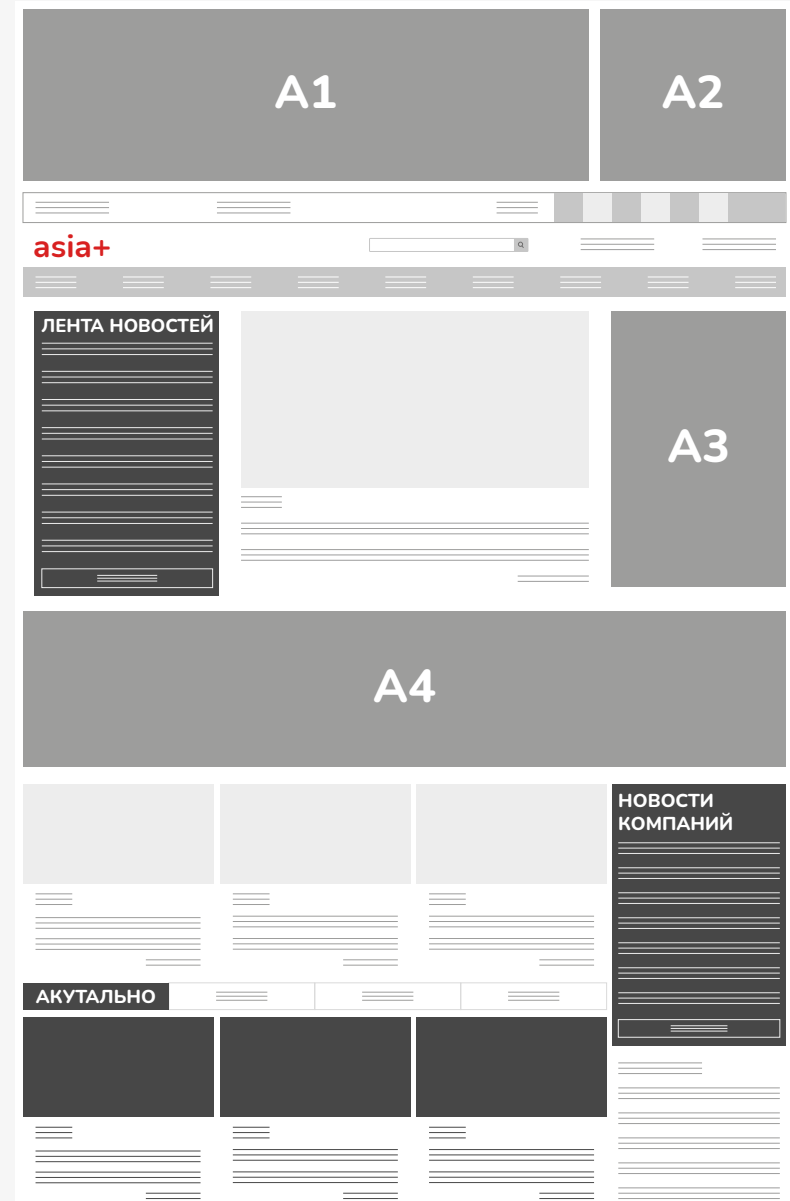 A1
A2
asia+
ЛЕНТА НОВОСТЕЙ
A3
A4
НОВОСТИ
КОМПАНИЙ
АКУТАЛЬНО